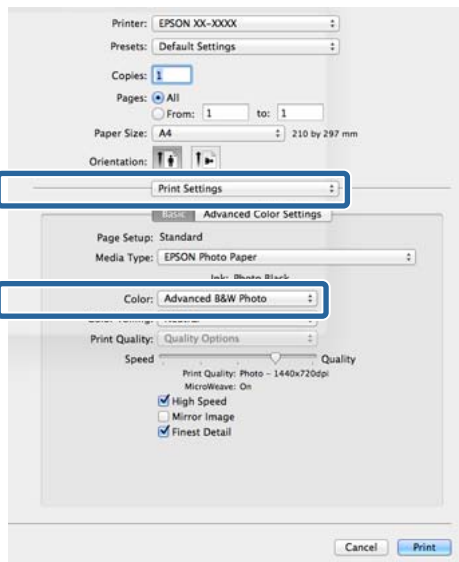 Printer: EPSON XX-XXXX
Presets: Default Settings
Copies: 1
Pages: All
From: 1 to: 1
Paper Size: A4 210 by 297 mm
Orientation:
Print Settings
Basic Advanced Color Settings
Page Setup: Standard
Media Type: EPSON Photo Paper
Ink: Photo Black
Color: Advanced B&W Photo
Color Toning: Neutral
Print Quality: Quality Options
Speed Quality
Print Quality: Photo - 1440x720dpi
MicroWeave: On
High Speed
Mirror Image
Finest Detail
Cancel Print